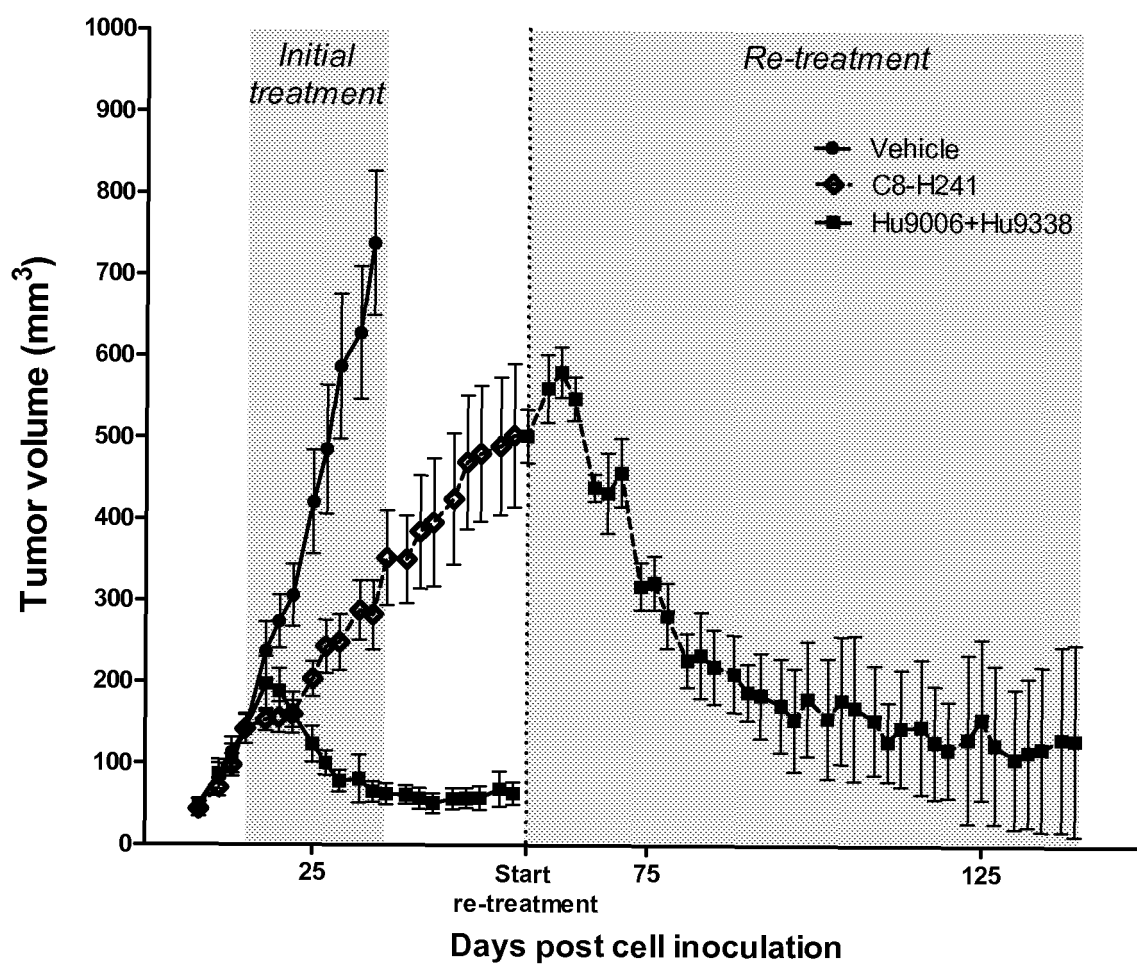 1000
900
800
700
600
500
400
300
200
100
0
Tumor volume (mm³)
Initial
treatment
Re-treatment
Vehicle
C8-H241
Hu9006+Hu9338
25
Start
re-treatment
75
125
Days post cell inoculation